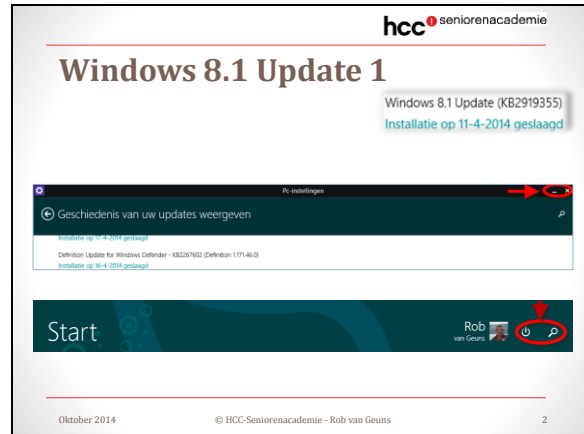 hcc! seniorenacademie
Windows 8.1 Update 1
Windows 8.1 Update (KB2919355)
Installatie op 11-4-2014 geslaagd
Pc-instellingen
Geschiedenis van uw updates weergeven
Installatie op 17-4-2014 geslaagd
Definition Update for Windows Defender - KB2267602 (Definition 1.171.46.0)
Installatie op 16-4-2014 geslaagd
Start
Rob
van Geuns
Oktober 2014
© HCC-Seniorenacademie - Rob van Geuns
2